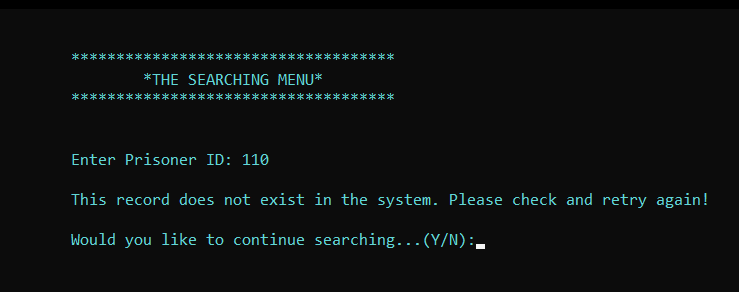 ************************************
*THE SEARCHING MENU*
************************************
Enter Prisoner ID: 110
This record does not exist in the system. Please check and retry again!
Would you like to continue searching...(Y/N):